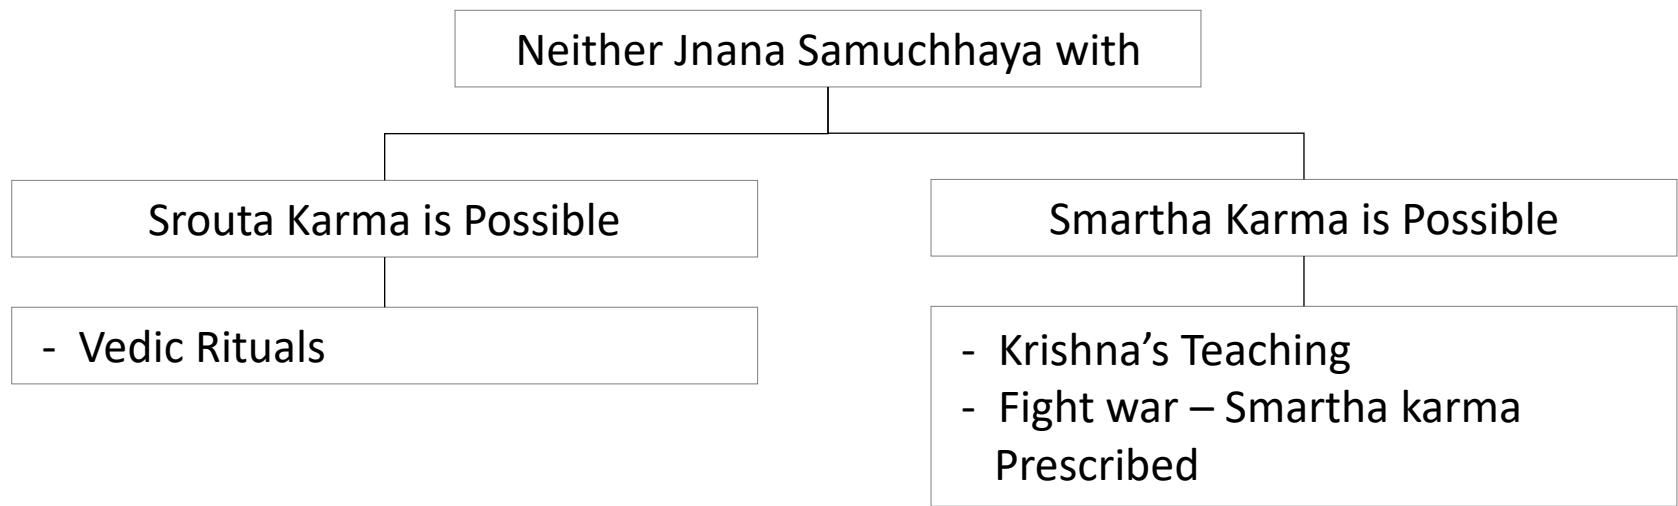 Neither Jnana Samuchhaya with
Srouta Karma is Possible
Smartha Karma is Possible
- Vedic Rituals
- Krishna’s Teaching
- Fight war – Smartha karma
Prescribed